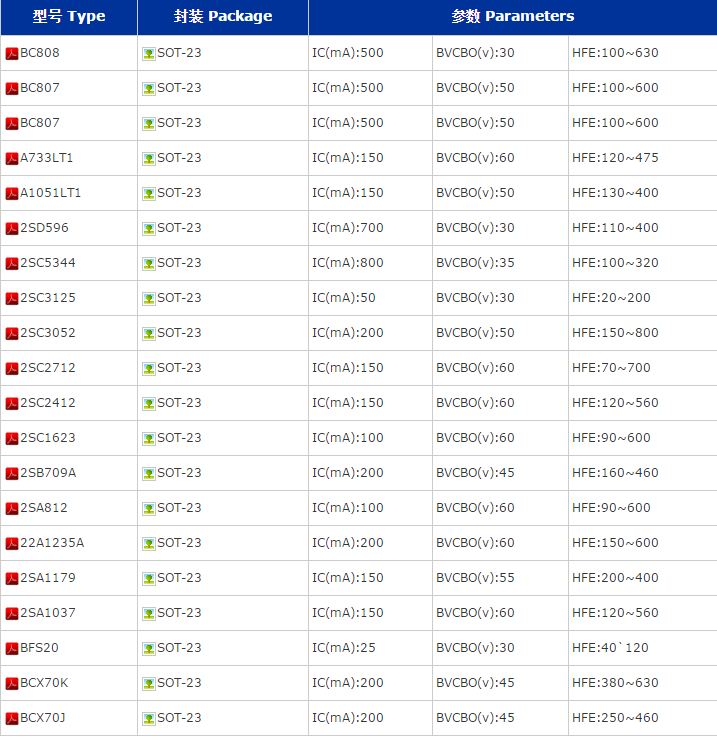 型号 Type 封装 Package 参数 Parameters
BC808 SOT-23 IC(mA):500 BVCBO(v):30 HFE:100~630
BC807 SOT-23 IC(mA):500 BVCBO(v):50 HFE:100~600
BC807 SOT-23 IC(mA):500 BVCBO(v):50 HFE:100~600
A733LT1 SOT-23 IC(mA):150 BVCBO(v):60 HFE:120~475
A1051LT1 SOT-23 IC(mA):150 BVCBO(v):50 HFE:130~400
2SD596 SOT-23 IC(mA):700 BVCBO(v):30 HFE:110~400
2SC5344 SOT-23 IC(mA):800 BVCBO(v):35 HFE:100~320
2SC3125 SOT-23 IC(mA):50 BVCBO(v):30 HFE:20~200
2SC3052 SOT-23 IC(mA):200 BVCBO(v):50 HFE:150~800
2SC2712 SOT-23 IC(mA):150 BVCBO(v):60 HFE:70~700
2SC2412 SOT-23 IC(mA):150 BVCBO(v):60 HFE:120~560
2SC1623 SOT-23 IC(mA):100 BVCBO(v):60 HFE:90~600
2SB709A SOT-23 IC(mA):200 BVCBO(v):45 HFE:160~460
2SA812 SOT-23 IC(mA):100 BVCBO(v):60 HFE:90~600
22A1235A SOT-23 IC(mA):200 BVCBO(v):60 HFE:150~600
2SA1179 SOT-23 IC(mA):150 BVCBO(v):55 HFE:200~400
2SA1037 SOT-23 IC(mA):150 BVCBO(v):60 HFE:120~560
BFS20 SOT-23 IC(mA):25 BVCBO(v):30 HFE:40`120
BCX70K SOT-23 IC(mA):200 BVCBO(v):45 HFE:380~630
BCX70J SOT-23 IC(mA):200 BVCBO(v):45 HFE:250~460